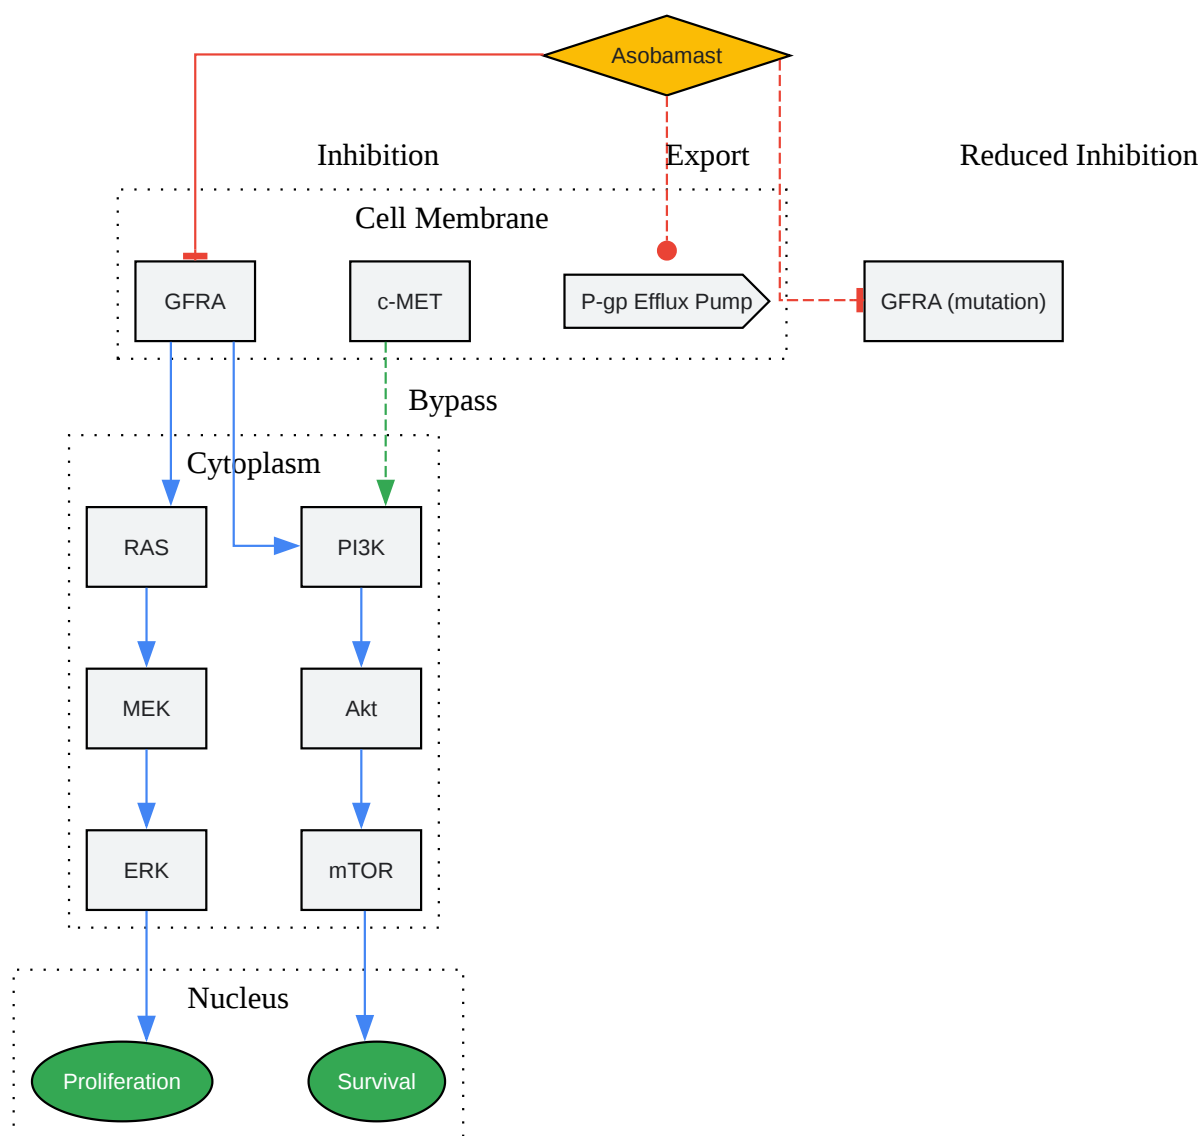 Asobamast
Inhibition
Export
Reduced Inhibition
Cell Membrane
GFRA
c-MET
P-gp Efflux Pump
GFRA (mutation)
Bypass
Cytoplasm
RAS
PI3K
MEK
Akt
ERK
mTOR
Nucleus
Proliferation
Survival